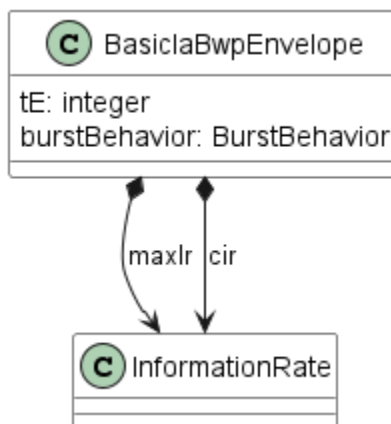 C BasicIaBwpEnvelope
tE: integer
burstBehavior: BurstBehavior
maxIr cir
C InformationRate